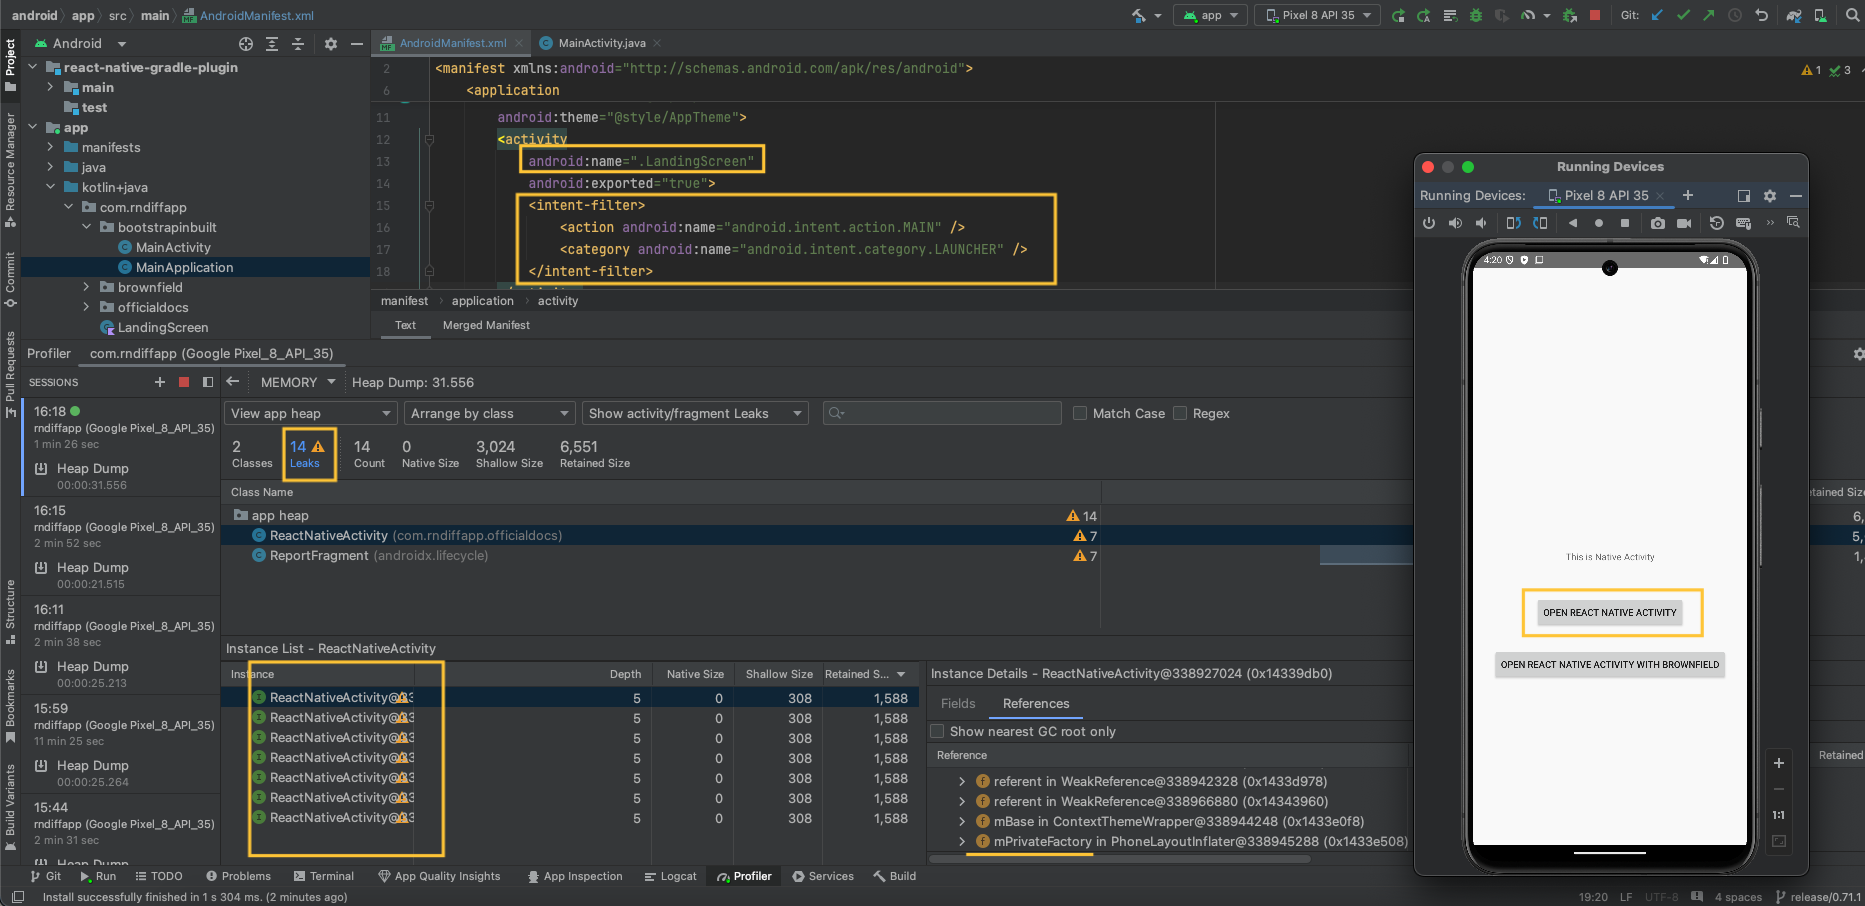 android
app
src
main
AndroidManifest.xml
app
Pixel 8 API 35
Git:
Project
Resource Manager
Commit
Pull Requests
Structure
Bookmarks
Build Variants
Android
react-native-gradle-plugin
main
test
app
manifests
java
kotlin+java
com.rndiffapp
bootstrapinbuilt
MainActivity
MainApplication
brownfield
officialdocs
LandingScreen
AndroidManifest.xml
MainActivity.java
2 <manifest xmlns:android="http://schemas.android.com/apk/res/android">
6 <application
11 android:theme="@style/AppTheme">
12 <activity
13 android:name=".LandingScreen"
14 android:exported="true">
15 <intent-filter>
16 <action android:name="android.intent.action.MAIN" />
17 <category android:name="android.intent.category.LAUNCHER" />
18 </intent-filter>
1 3
manifest > application > activity
Text Merged Manifest
Profiler com.rndiffapp (Google Pixel_8_API_35)
SESSIONS
MEMORY
Heap Dump: 31.556
16:18
rndiffapp (Google Pixel_8_API_35)
1 min 26 sec
Heap Dump
00:00:31.556
16:15
rndiffapp (Google Pixel_8_API_35)
2 min 52 sec
Heap Dump
00:00:21.515
16:11
rndiffapp (Google Pixel_8_API_35)
2 min 38 sec
Heap Dump
00:00:25.213
15:59
rndiffapp (Google Pixel_8_API_35)
11 min 25 sec
Heap Dump
00:00:25.264
15:44
rndiffapp (Google Pixel_8_API_35)
2 min 31 sec
Heap Dump
View app heap
Arrange by class
Show activity/fragment Leaks
Match Case
Regex
2 14 14 0 3,024 6,551
Classes Leaks Count Native Size Shallow Size Retained Size
Class Name
tained Size
app heap 14 6,
ReactNativeActivity (com.rndiffapp.officialdocs) 7 5,
ReportFragment (androidx.lifecycle) 7 1,
Instance List - ReactNativeActivity
Instance Depth Native Size Shallow Size Retained S...
ReactNativeActivity@33 5 0 308 1,588
ReactNativeActivity@33 5 0 308 1,588
ReactNativeActivity@33 5 0 308 1,588
ReactNativeActivity@33 5 0 308 1,588
ReactNativeActivity@33 5 0 308 1,588
ReactNativeActivity@33 5 0 308 1,588
ReactNativeActivity@33 5 0 308 1,588
Instance Details - ReactNativeActivity@338927024 (0x14339db0)
Fields References
Show nearest GC root only
Reference
Retained
referent in WeakReference@338942328 (0x1433d978)
referent in WeakReference@338966880 (0x14343960)
mBase in ContextThemeWrapper@338944248 (0x1433e0f8)
mPrivateFactory in PhoneLayoutInflater@338945288 (0x1433e508)
Running Devices
Running Devices: Pixel 8 API 35
4:20
This is Native Activity
OPEN REACT NATIVE ACTIVITY
OPEN REACT NATIVE ACTIVITY WITH BROWNFIELD
1:1
Git Run TODO Problems Terminal App Quality Insights App Inspection Logcat Profiler Services Build
Install successfully finished in 1 s 304 ms. (2 minutes ago)
19:20 LF UTF-8 4 spaces release/0.71.1